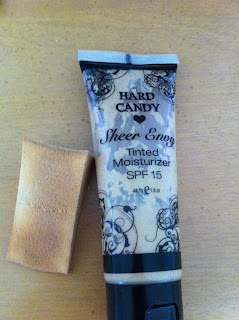 HARD
CANDY
Sheer Envy
Tinted
Moisturizer
SPF 15